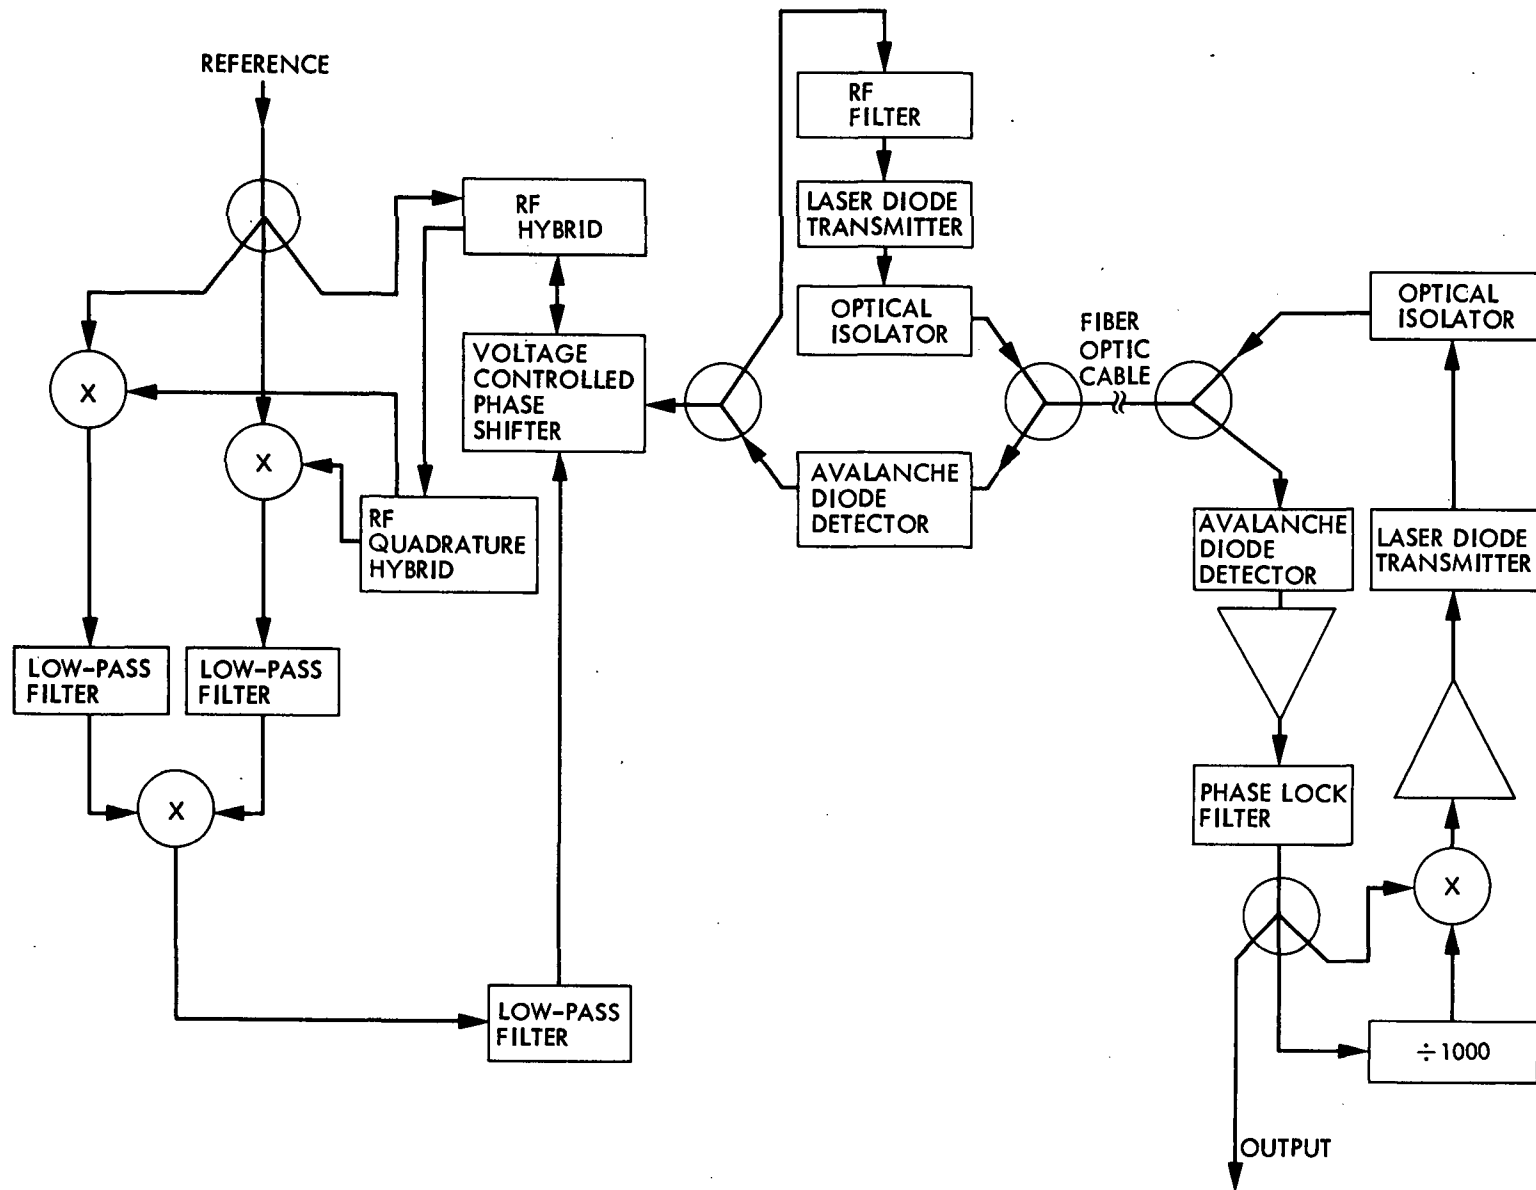 REFERENCE
RF
HYBRID
VOLTAGE
CONTROLLED
PHASE
SHIFTER
X
X
RF
QUADRATURE
HYBRID
LOW-PASS
FILTER
LOW-PASS
FILTER
X
LOW-PASS
FILTER
RF
FILTER
LASER DIODE
TRANSMITTER
OPTICAL
ISOLATOR
AVALANCHE
DIODE
DETECTOR
FIBER
OPTIC
CABLE
OPTICAL
ISOLATOR
AVALANCHE
DIODE
DETECTOR
LASER DIODE
TRANSMITTER
PHASE LOCK
FILTER
X
÷1000
OUTPUT